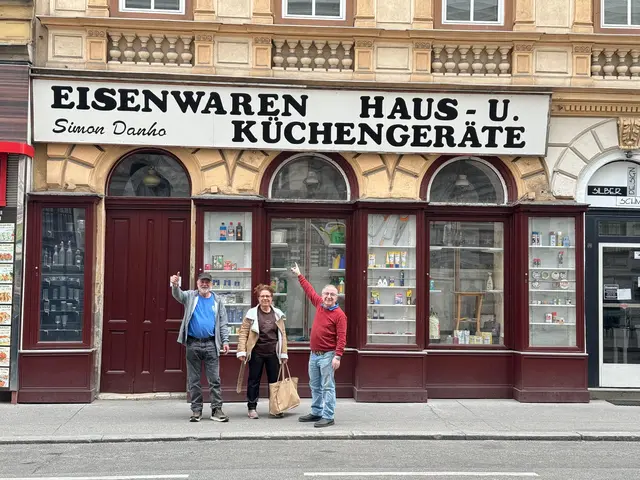 EISENWAREN HAUS - U.
Simon Danho KÜCHENGERÄTE
SILBER